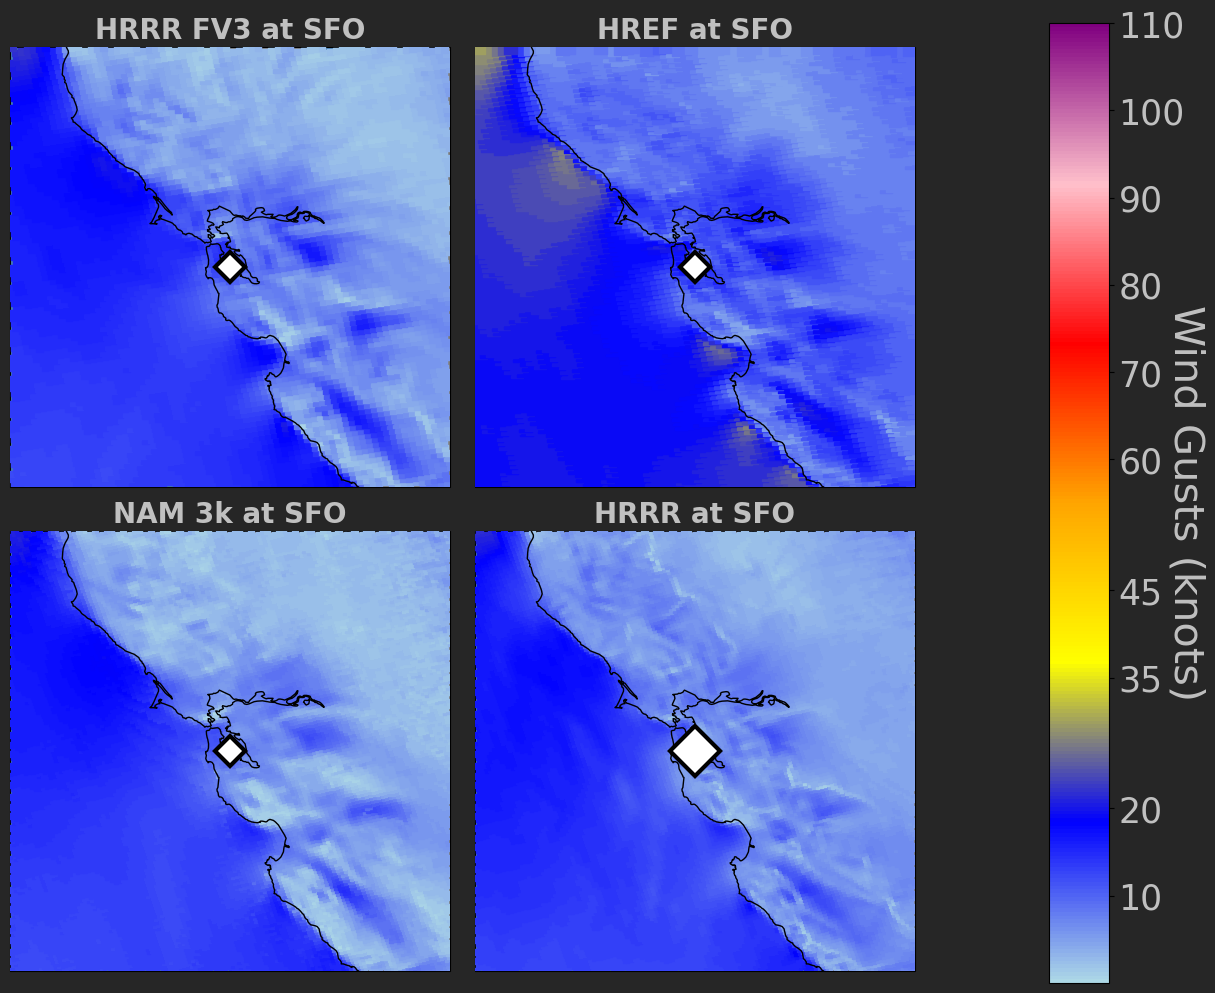 HRRR FV3 at SFO
HREF at SFO
NAM 3k at SFO
HRRR at SFO
110
100
90
80
70
60
45
35
20
10
Wind Gusts (knots)